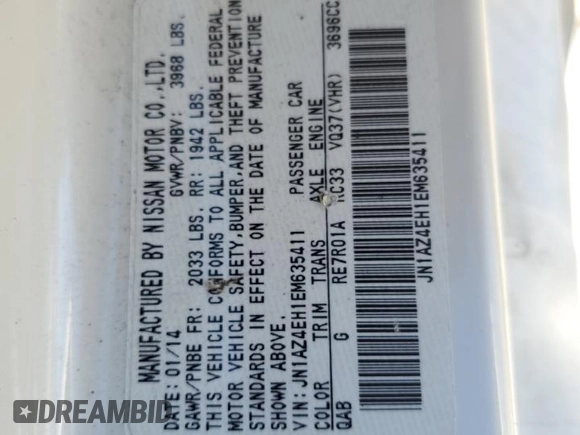 MANUFACTURED BY NISSAN MOTOR CO.,LTD.
DATE: 01/14 GVWR/PNBV: 3968 LBS.
GAWR/PNBE FR: 2033 LBS. RR: 1942 LBS.
THIS VEHICLE CONFORMS TO ALL APPLICABLE FEDERAL
MOTOR VEHICLE SAFETY,BUMPER,AND THEFT PREVENTION
STANDARDS IN EFFECT ON THE DATE OF MANUFACTURE
SHOWN ABOVE.
VIN: JN1AZ4EH1EM635411 PASSENGER CAR
COLOR TRIM TRANS AXLE ENGINE
QAB G RE7R01A RC33 VQ37(VHR) 3696CC
JN1AZ4EH1EM635411
DREAMBID